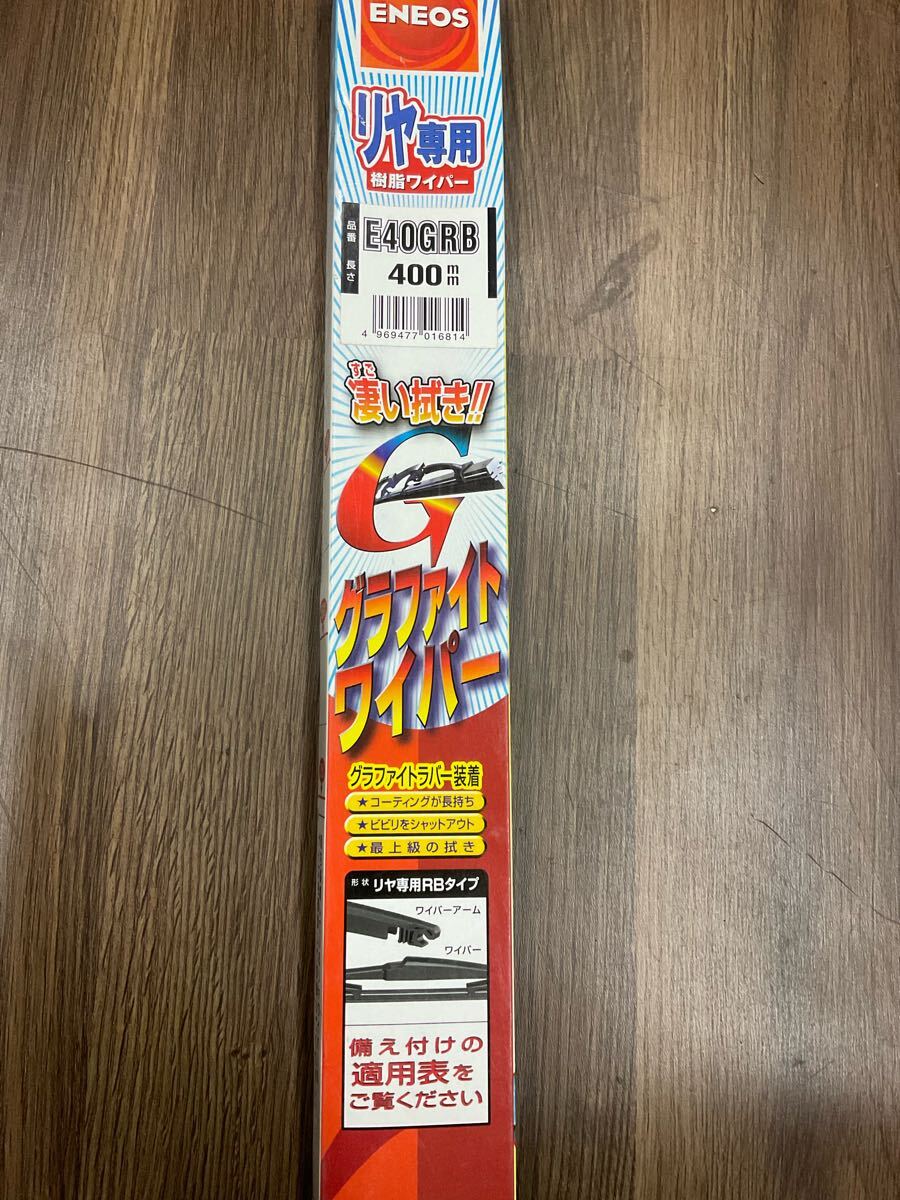 ENEOS
リヤ専用
樹脂ワイパー
品番 E40GRB
長さ 400mm
4 969477 016814
すご
凄い拭き!!
G
グラファイト
ワイパー
グラファイトラバー装着
★コーティングが長持ち
★ビビリをシャットアウト
★最上級の拭き
形状 リヤ専用RBタイプ
ワイパーアーム
ワイパー
備え付けの
適用表を
ご覧ください